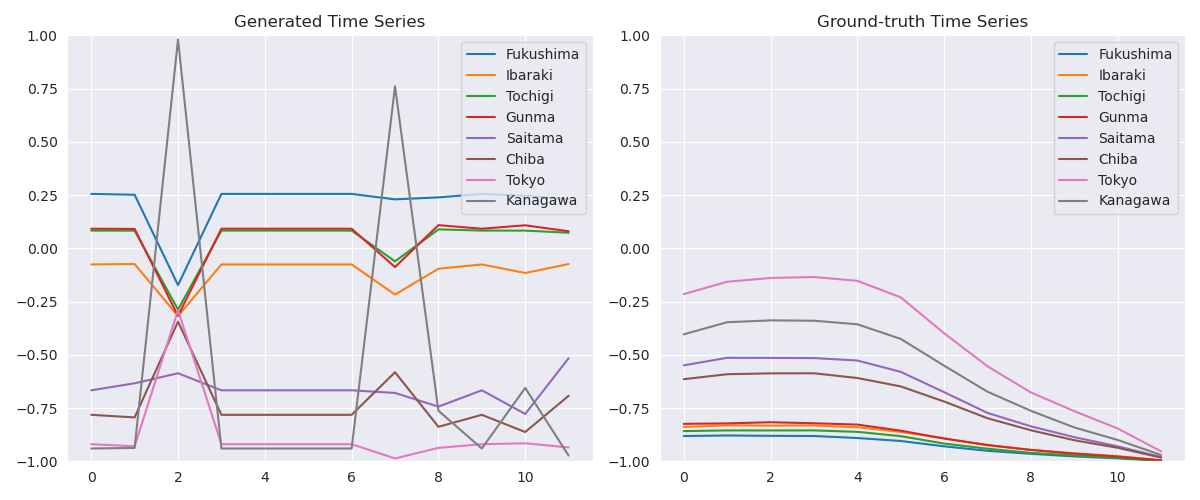 Generated Time Series
1.00
0.75
0.50
0.25
0.00
−0.25
−0.50
−0.75
−1.00
0 2 4 6 8 10
Fukushima
Ibaraki
Tochigi
Gunma
Saitama
Chiba
Tokyo
Kanagawa
Ground-truth Time Series
1.00
0.75
0.50
0.25
0.00
−0.25
−0.50
−0.75
−1.00
0 2 4 6 8 10
Fukushima
Ibaraki
Tochigi
Gunma
Saitama
Chiba
Tokyo
Kanagawa